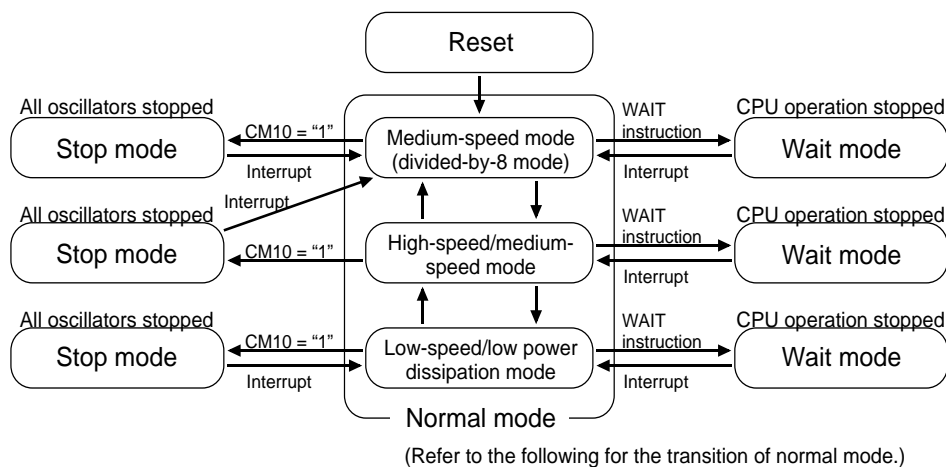 Reset
All oscillators stopped
CM10 = “1”
Stop mode
Interrupt
Medium-speed mode
(divided-by-8 mode)
WAIT
instruction
Interrupt
CPU operation stopped
Wait mode
All oscillators stopped
Interrupt
Stop mode
CM10 = “1”
High-speed/medium-
speed mode
WAIT
instruction
Interrupt
CPU operation stopped
Wait mode
All oscillators stopped
CM10 = “1”
Stop mode
Interrupt
Low-speed/low power
dissipation mode
WAIT
instruction
Interrupt
CPU operation stopped
Wait mode
Normal mode
(Refer to the following for the transition of normal mode.)